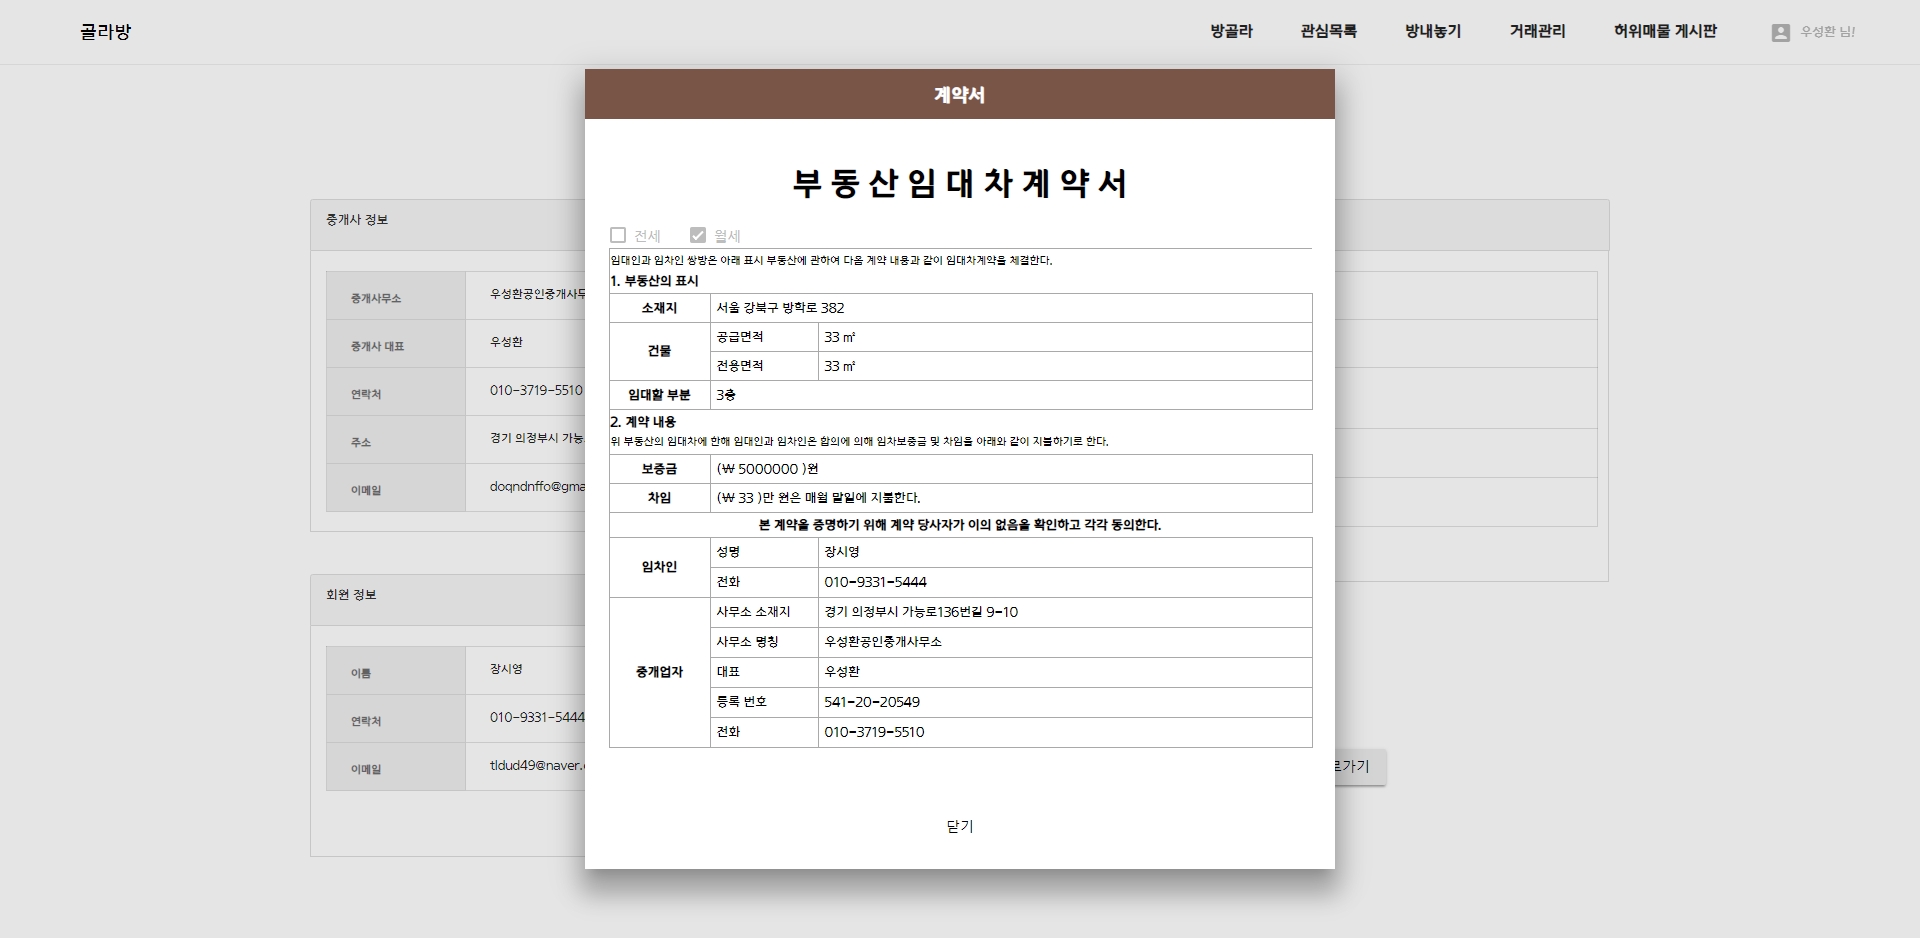 골라방
방골라 관심목록 방내놓기 거래관리 허위매물 게시판 우성환 님!
계약서
부동산임대차계약서
전세 월세
임대인과 임차인 쌍방은 아래 표시 부동산에 관하여 다음 계약 내용과 같이 임대차계약을 체결한다.
1. 부동산의 표시
소재지 서울 강북구 방학로 382
건물 공급면적 33 ㎡
전용면적 33 ㎡
임대할 부분 3층
2. 계약 내용
위 부동산의 임대차에 한해 임대인과 임차인은 합의에 의해 임차보증금 및 차임을 아래와 같이 지불하기로 한다.
보증금 (₩ 5000000 )원
차임 (₩ 33 )만 원은 매월 말일에 지불한다.
본 계약을 증명하기 위해 계약 당사자가 이의 없음을 확인하고 각각 동의한다.
임차인 성명 장시영
전화 010-9331-5444
중개업자 사무소 소재지 경기 의정부시 가능로136번길 9-10
사무소 명칭 우성환공인중개사무소
대표 우성환
등록 번호 541-20-20549
전화 010-3719-5510
닫기
중개사 정보
중개사무소 우성환공인중개사무
중개사 대표 우성환
연락처 010-3719-5510
주소 경기 의정부시 가능
이메일 doqndnffo@gma
회원 정보
이름 장시영
연락처 010-9331-5444
이메일 tldud49@naver.
로가기